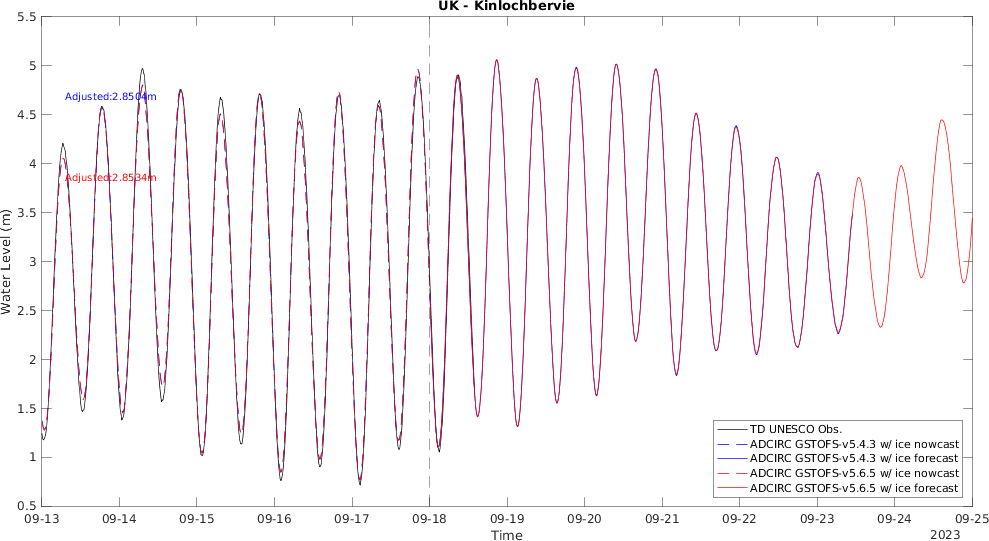 UK - Kinlochbervie
5.5
5
4.5
4
3.5
3
2.5
2
1.5
1
0.5
Water Level (m)
Adjusted:2.8504m
Adjusted:2.8534m
TD UNESCO Obs.
ADCIRC GSTOFS-v5.4.3 w/ ice nowcast
ADCIRC GSTOFS-v5.4.3 w/ ice forecast
ADCIRC GSTOFS-v5.6.5 w/ ice nowcast
ADCIRC GSTOFS-v5.6.5 w/ ice forecast
09-13 09-14 09-15 09-16 09-17 09-18 09-19 09-20 09-21 09-22 09-23 09-24 09-25
Time
2023